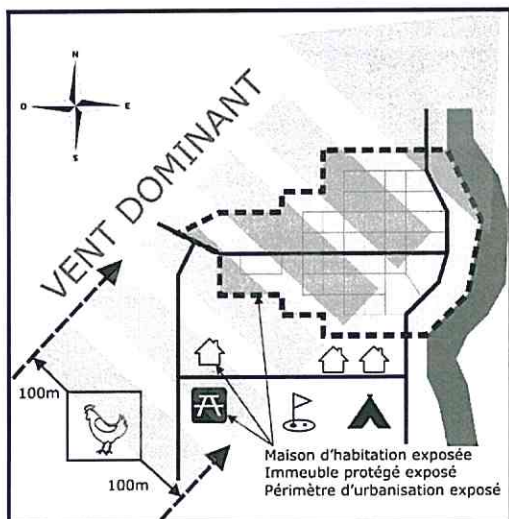 N
O E
S
VENT DOMINANT
100m
100m
Maison d'habitation exposée
Immeuble protégé exposé
Périmètre d'urbanisation exposé